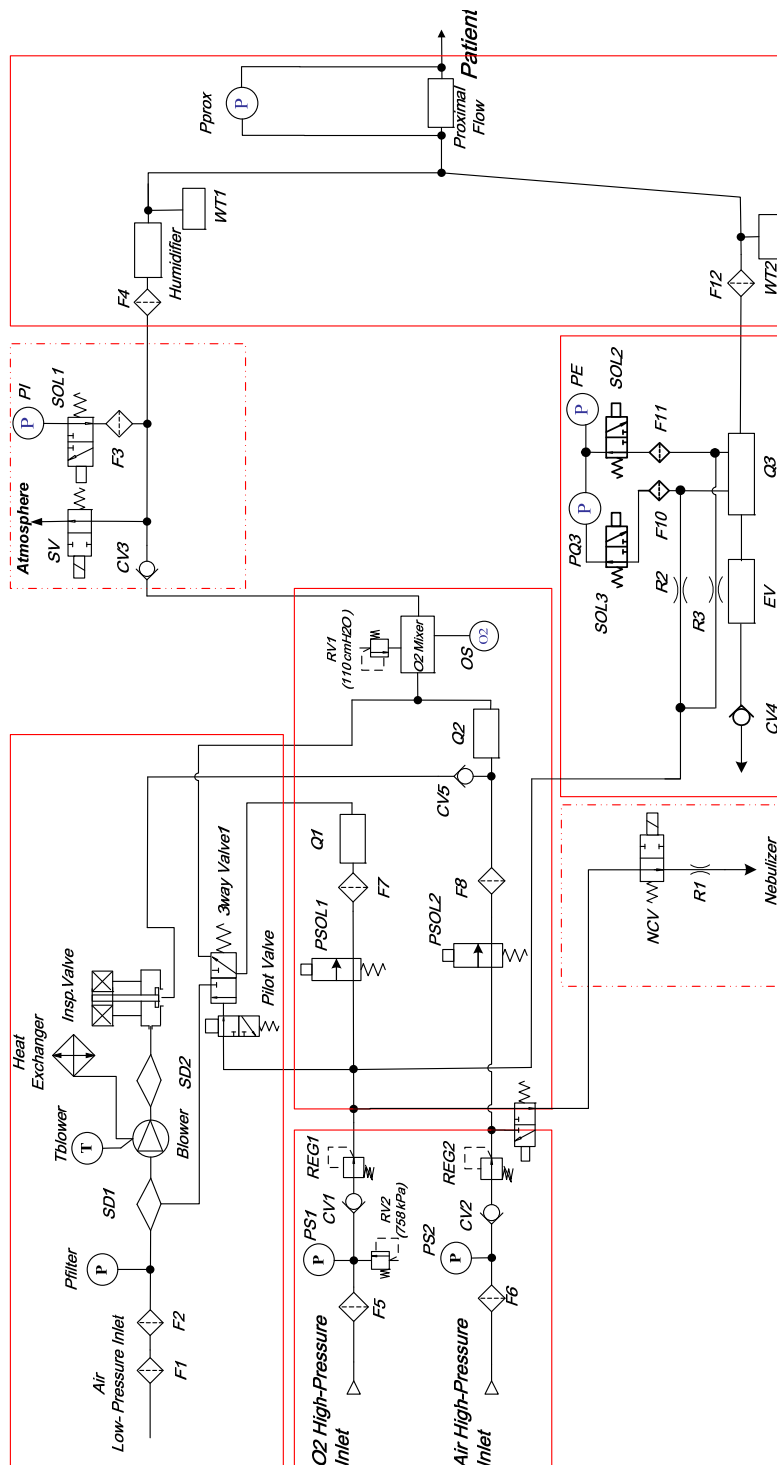 Air
Low- Pressure Inlet
F1
F2
Pfilter
P
SD1
Tblower
T
Blower
Heat
Exchanger
SD2
Insp.Valve
3way Valve1
Pilot Valve
O2 High-Pressure
Inlet
F5
PS1
P
RV2
(758 kPa)
CV1
REG1
PSOL1
F7
Q1
Air High-Pressure
Inlet
F6
PS2
P
CV2
REG2
PSOL2
F8
CV5
Q2
RV1
(110 cmH2O)
O2 Mixer
OS
O2
Atmosphere
SV
CV3
PI
P
SOL1
F3
F4
Humidifier
WT1
Pprox
P
Proximal
Flow
Patient
WT2
F12
PE
P
SOL2
F11
PQ3
P
SOL3
F10
R2
R3
Q3
EV
CV4
NCV
R1
Nebulizer